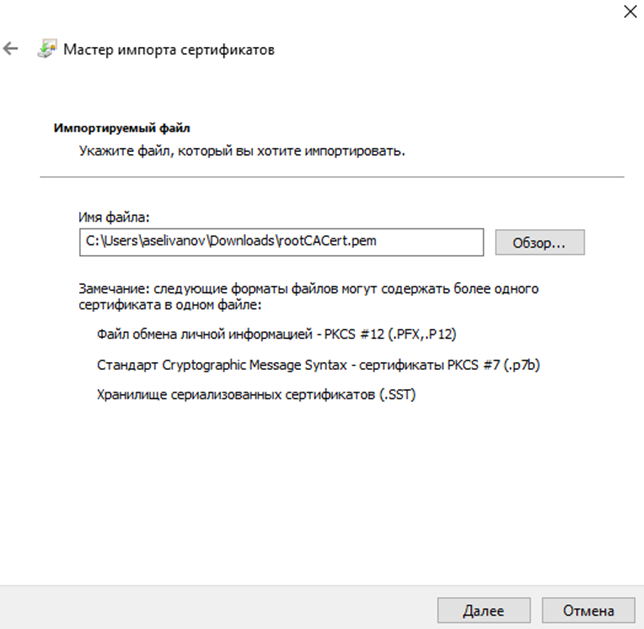 Мастер импорта сертификатов
Импортируемый файл
Укажите файл, который вы хотите импортировать.
Имя файла:
C:\Users\aselivanov\Downloads\rootCACert.pem
Обзор...
Замечание: следующие форматы файлов могут содержать более одного
сертификата в одном файле:
Файл обмена личной информацией - PKCS #12 (.PFX,.P12)
Стандарт Cryptographic Message Syntax - сертификаты PKCS #7 (.p7b)
Хранилище сериализованных сертификатов (.SST)
Далее
Отмена